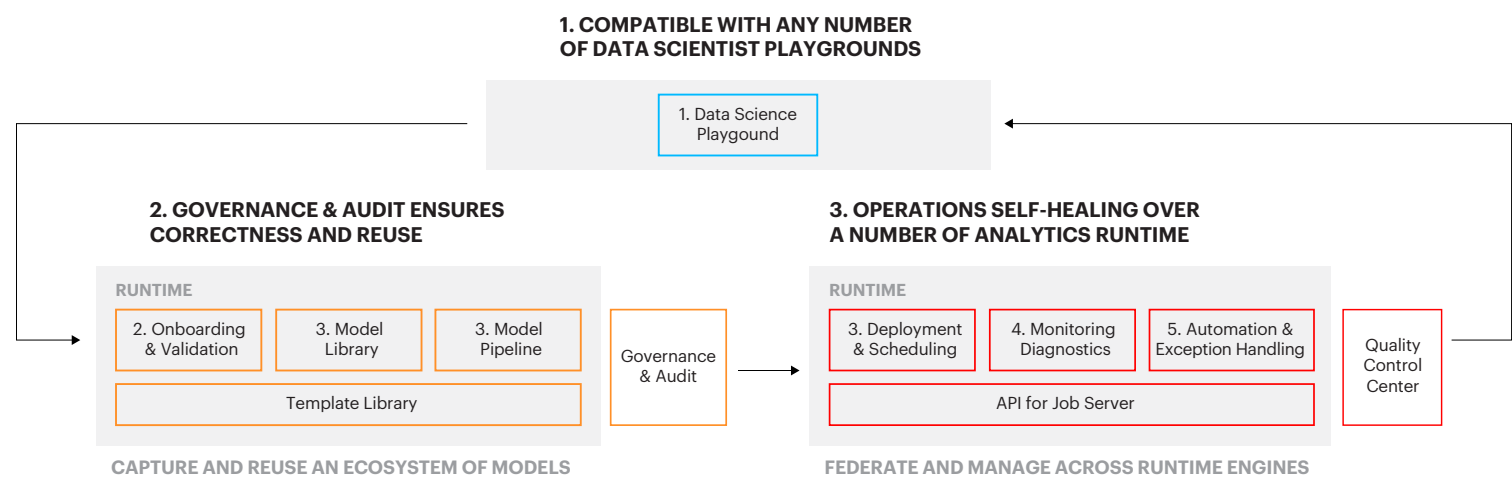 1. COMPATIBLE WITH ANY NUMBER
OF DATA SCIENTIST PLAYGROUNDS
1. Data Science
Playgound
2. GOVERNANCE & AUDIT ENSURES
CORRECTNESS AND REUSE
RUNTIME
2. Onboarding
& Validation
3. Model
Library
3. Model
Pipeline
Template Library
Governance
& Audit
CAPTURE AND REUSE AN ECOSYSTEM OF MODELS
3. OPERATIONS SELF-HEALING OVER
A NUMBER OF ANALYTICS RUNTIME
RUNTIME
3. Deployment
& Scheduling
4. Monitoring
Diagnostics
5. Automation &
Exception Handling
API for Job Server
Quality
Control
Center
FEDERATE AND MANAGE ACROSS RUNTIME ENGINES